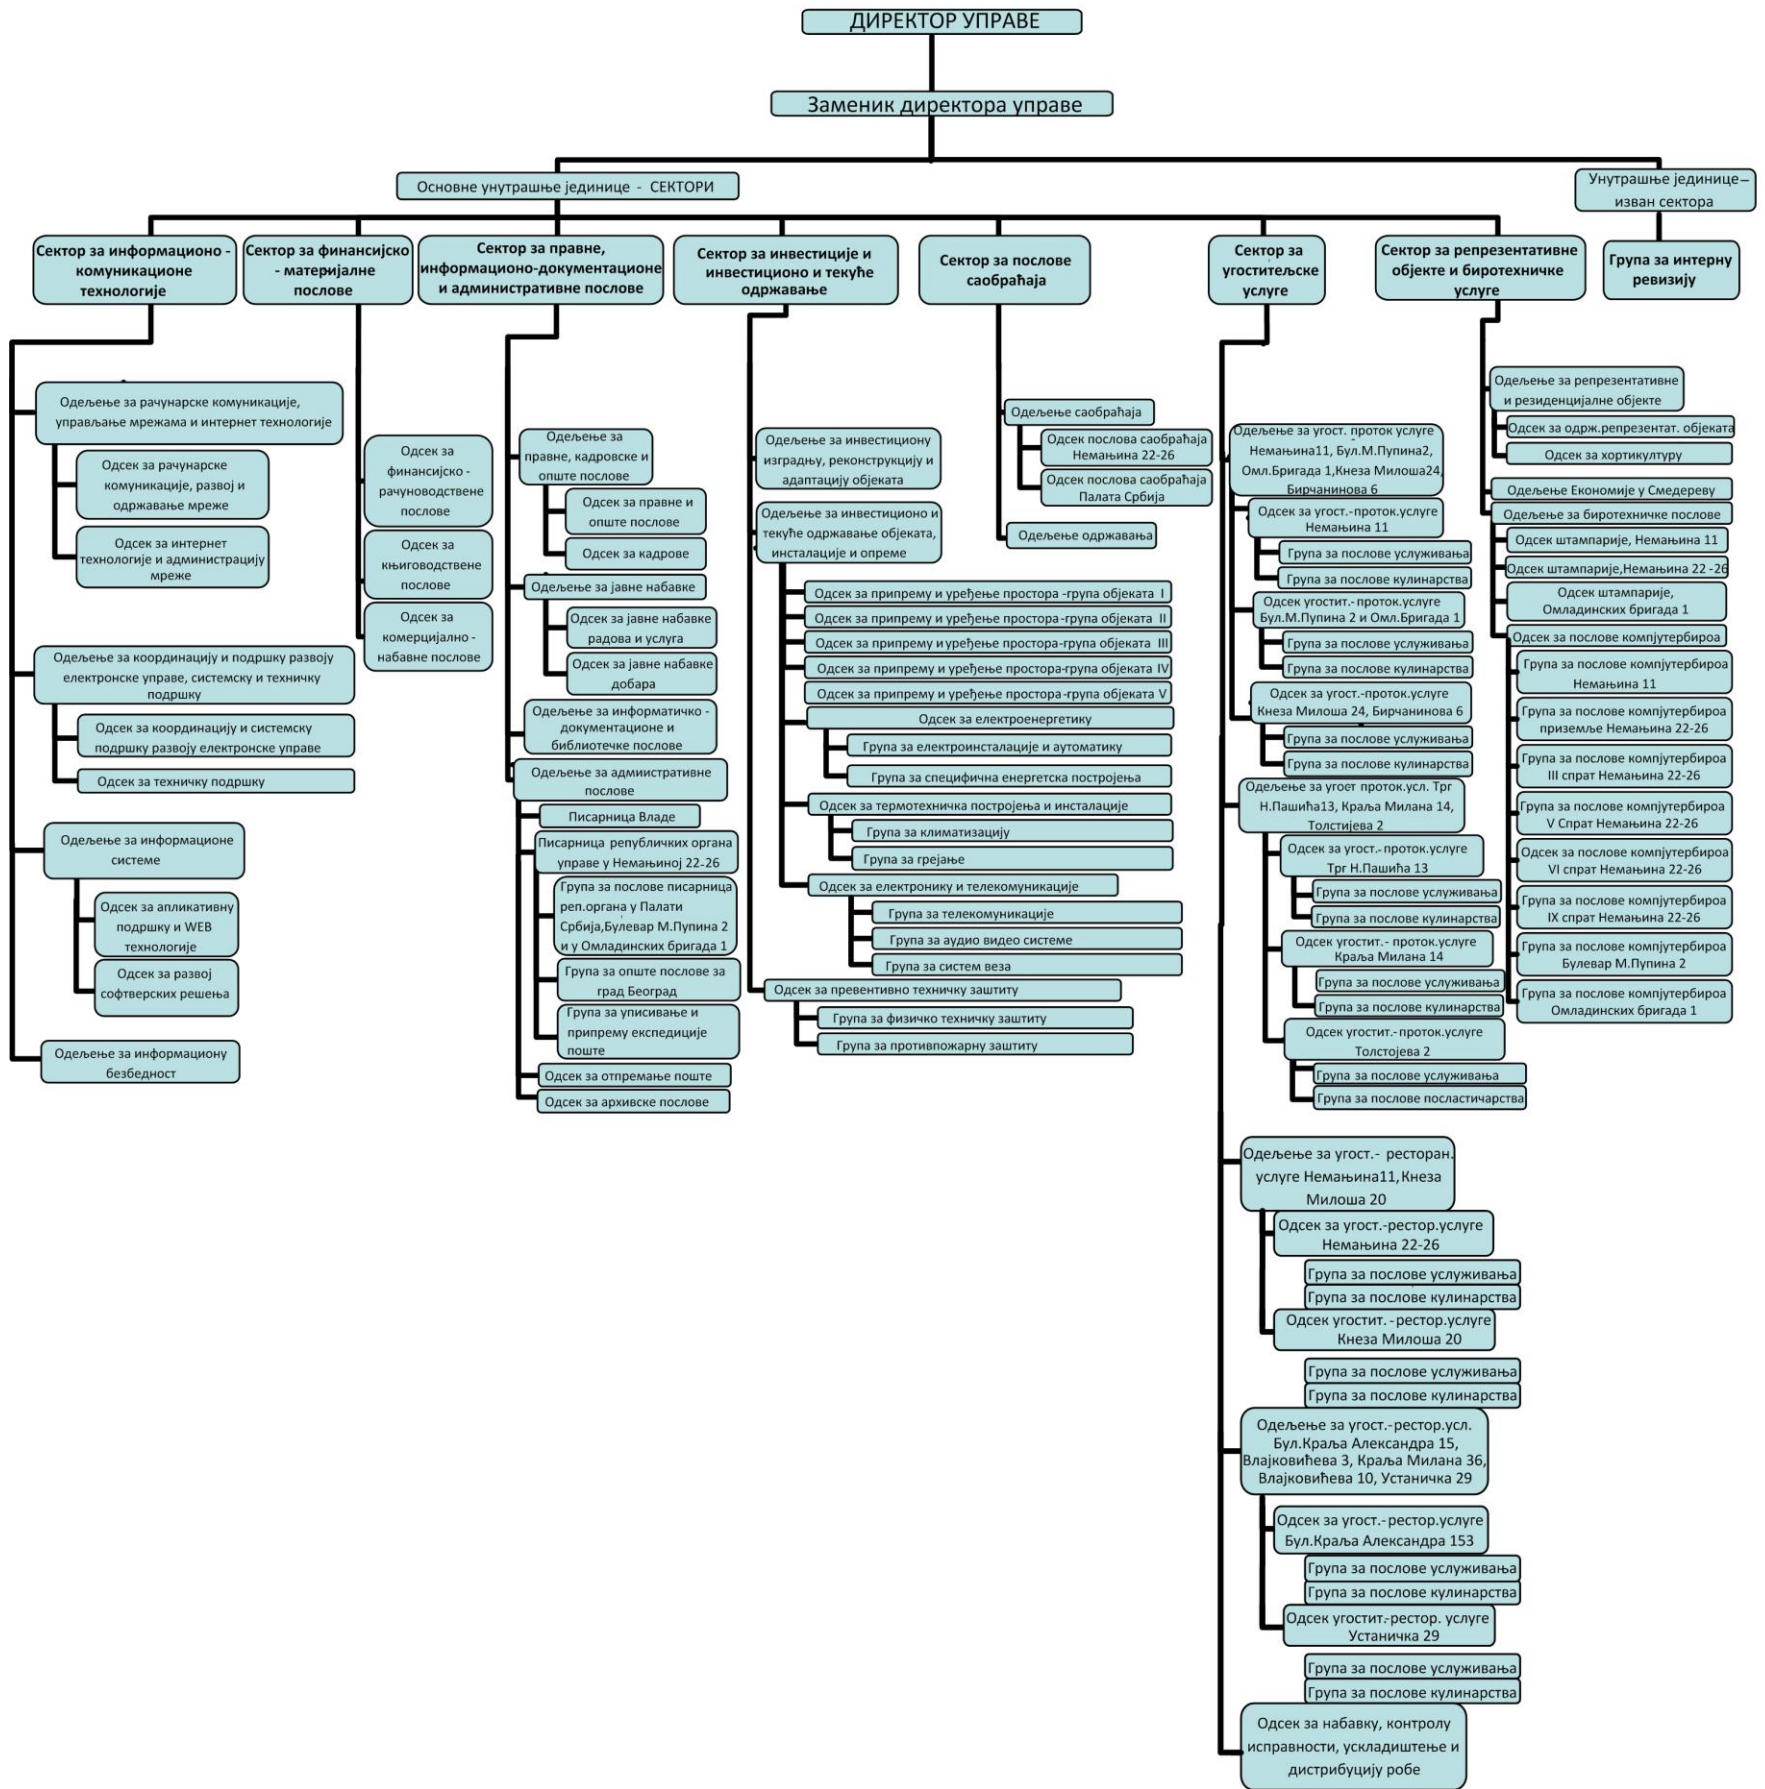 ДИРЕКТОР УПРАВЕ
Заменик директора управе
Основне унутрашње јединице - СЕКТОРИ
Унутрашње јединице–
изван сектора
Сектор за информационо -
комуникационе
технологије
Сектор за финансијско
- материјалне
послове
Сектор за правне,
информационо-документационе
и административне послове
Сектор за инвестиције и
инвестиционо и текуће
одржавање
Сектор за послове
саобраћаја
Сектор за
угоститељске
услуге
Сектор за репрезентативне
објекте и биротехничке
услуге
Група за интерну
ревизију
Одељење за рачунарске комуникације,
управљање мрежама и интернет технологије
Одсек за рачунарске
комуникације, развој и
одржавање мреже
Одсек за интернет
технологије и администрацију
мреже
Одељење за координацију и подршку развоју
електронске управе, системску и техничку
подршку
Одсек за координацију и системску
подршку развоју електронске управе
Одсек за техничку подршку
Одељење за информационе
системе
Одсек за апликативну
подршку и WEB
технологије
Одсек за развој
софтверских решења
Одељење за информациону
безбедност
Одсек за
финансијско -
рачуноводствене
послове
Одсек за
књиговодствене
послове
Одсек за
комерцијално -
набавне послове
Одељење за
правне, кадровске и
опште послове
Одсек за правне и
опште послове
Одсек за кадрове
Одељење за јавне набавке
Одсек за јавне набавке
радова и услуга
Одсек за јавне набавке
добара
Одељење за информатичко -
документационе и
библиотечке послове
Одељење за адмиистративне
послове
Писарница Владе
Писарница републичких органа
управе у Немањиној 22-26
Група за послове писарница
реп.органа у Палати
Србија,Булевар М.Пупина 2
и у Омладинских бригада 1
Група за опште послове за
град Београд
Група за уписивање и
припрему експедиције
поште
Одсек за отпремање поште
Одсек за архивске послове
Одељење за инвестициону
изградњу, реконструкцију и
адаптацију објеката
Одељење за инвестиционо и
текуће одржавање објеката,
инсталације и опреме
Одсек за припрему и уређење простора -група објеката I
Одсек за припрему и уређење простора-група објеката II
Одсек за припрему и уређење простора-група објеката III
Одсек за припрему и уређење простора-група објеката IV
Одсек за припрему и уређење простора-група објеката V
Одсек за електроенергетику
Група за електроинсталације и аутоматику
Група за специфична енергетска постројења
Одсек за термотехничка постројења и инсталације
Група за климатизацију
Група за грејање
Одсек за електронику и телекомуникације
Група за телекомуникације
Група за аудио видео системе
Група за систем веза
Одсек за превентивно техничку заштиту
Група за физичко техничку заштиту
Група за противпожарну заштиту
Одељење саобраћаја
Одсек послова саобраћаја
Немањина 22-26
Одсек послова саобраћаја
Палата Србија
Одељење одржавања
Одељење за угост. проток услуге
Немањина11, Бул.М.Пупина2,
Омл.Бригада 1,Кнеза Милоша24,
Бирчанинова 6
Одсек за угост.-проток.услуге
Немањина 11
Група за послове услуживања
Група за послове кулинарства
Одсек угостит.-проток.услуге
Бул.М.Пупина 2 и Омл.Бригада 1
Група за послове услуживања
Група за послове кулинарства
Одсек за угост.-проток.услуге
Кнеза Милоша 24, Бирчанинова 6
Група за послове услуживања
Група за послове кулинарства
Одељење за угоет проток.усл. Трг
Н.Пашића13, Краља Милана 14,
Толстијева 2
Одсек за угост.-проток.услуге
Трг Н.Пашића 13
Група за послове услуживања
Група за послове кулинарства
Одсек угостит.- проток.услуге
Краља Милана 14
Група за послове услуживања
Група за послове кулинарства
Одсек угостит.-проток.услуге
Толстојева 2
Група за послове услуживања
Група за послове посластичарства
Одељење за угост.- ресторан.
услуге Немањина11,Кнеза
Милоша 20
Одсек за угост.-рестор.услуге
Немањина 22-26
Група за послове услуживања
Група за послове кулинарства
Одсек угостит.-рестор.услуге
Кнеза Милоша 20
Група за послове услуживања
Група за послове кулинарства
Одељење за угост.-рестор.усл.
Бул.Краља Александра 15,
Влајковићева 3, Краља Милана 36,
Влајковићева 10, Устаничка 29
Одсек за угост.-рестор.услуге
Бул.Краља Александра 153
Група за послове услуживања
Група за послове кулинарства
Одсек угостит.-рестор. услуге
Устаничка 29
Група за послове услуживања
Група за послове кулинарства
Одсек за набавку, контролу
исправности, ускладиштење и
дистрибуцију робе
Одељење за репрезентативне
и резиденцијалне објекте
Одсек за одрж.репрезентат. објеката
Одсек за хортикултуру
Одељење Економије у Смедереву
Одељење за биротехничке послове
Одсек штампарије, Немањина 11
Одсек штампарије,Немањина 22 -26
Одсек штампарије,
Омладинских бригада 1
Одсек за послове компјутербироа
Група за послове компјутербироа
Немањина 11
Група за послове компјутербироа
приземље Немањина 22-26
Група за послове компјутербироа
III спрат Немањина 22-26
Група за послове компјутербироа
V Спрат Немањина 22-26
Одсек за послове компјутербироа
VI спрат Немањина 22-26
Група за послове компјутербироа
IX спрат Немањина 22-26
Група за послове компјутербироа
Булевар М.Пупина 2
Група за послове компјутербироа
Омладинских бригада 1